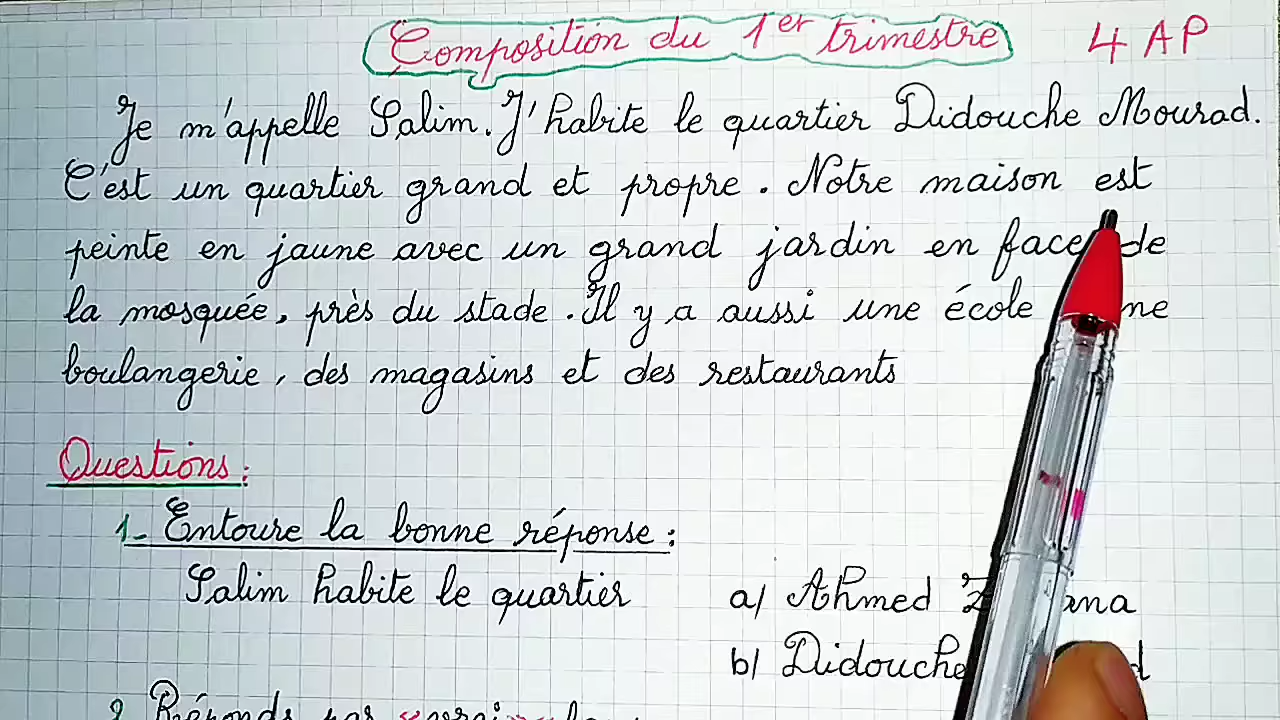 Composition du 1er trimestre 4 AP
Je m'appelle Salim. J'habite le quartier Didouche Mourad.
C'est un quartier grand et propre. Notre maison est
peinte en jaune avec un grand jardin en face de
la mosquée, près du stade. Il y a aussi une école
boulangerie, des magasins et des restaurants
Questions :
1- Entoure la bonne réponse :
Salim habite le quartier a) Ahmed
b) Didouche
2 Réponds par